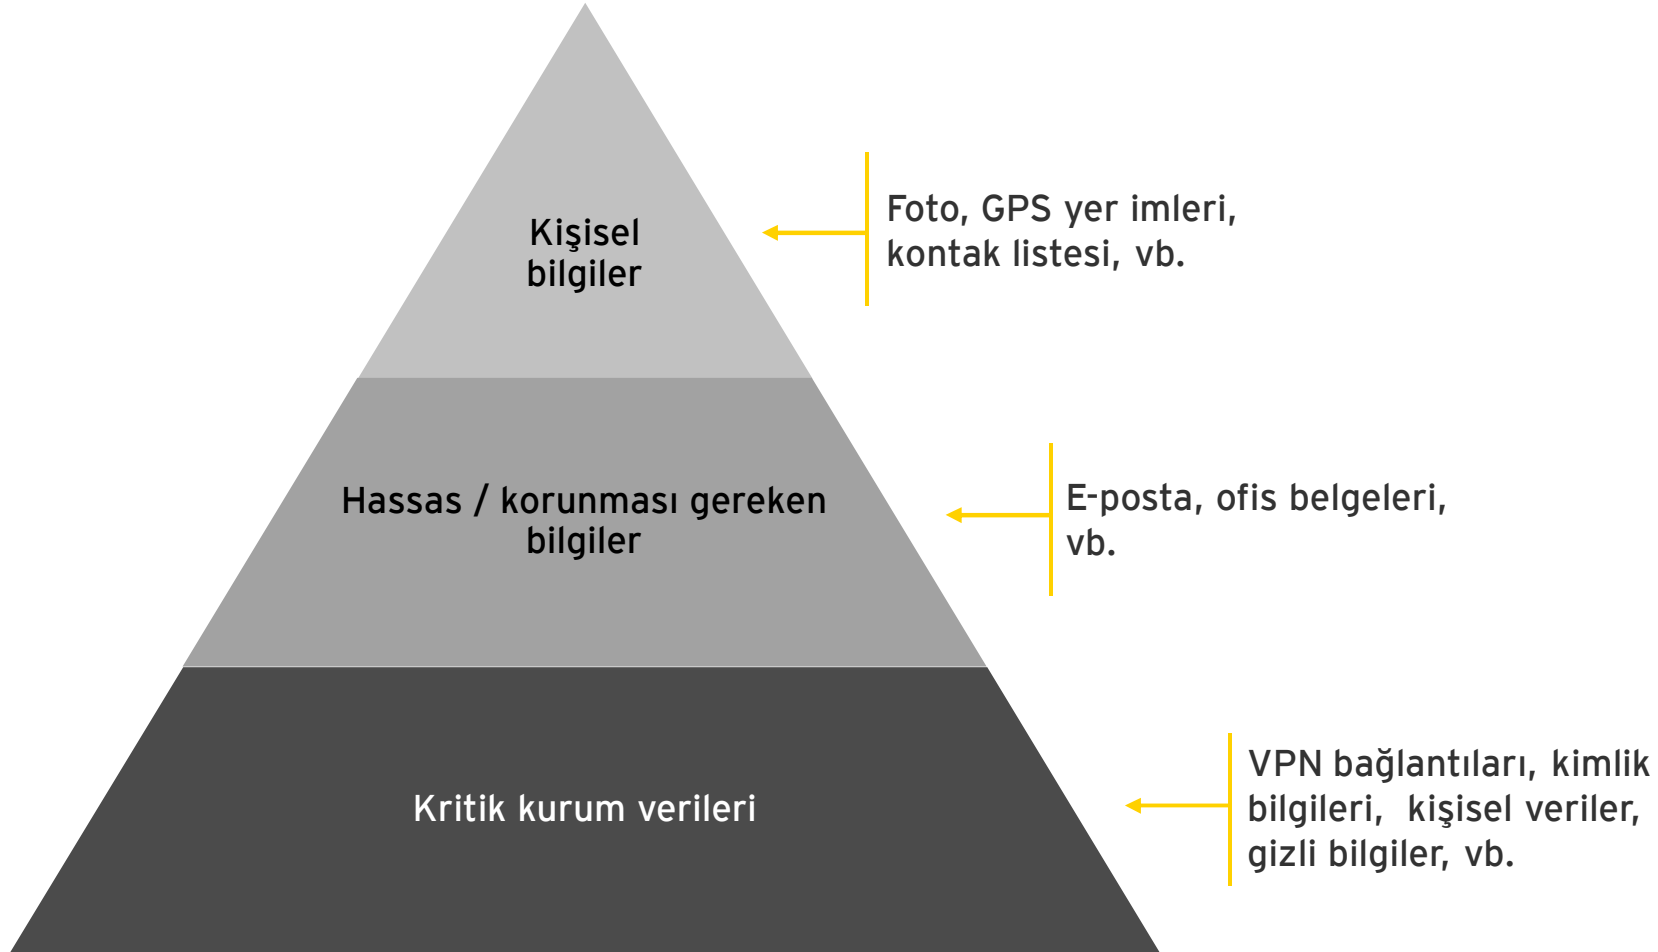 Kişisel
bilgiler
Foto, GPS yer imleri,
kontak listesi, vb.
Hassas / korunması gereken
bilgiler
E-posta, ofis belgeleri,
vb.
Kritik kurum verileri
VPN bağlantıları, kimlik
bilgileri,  kişisel veriler,
gizli bilgiler, vb.